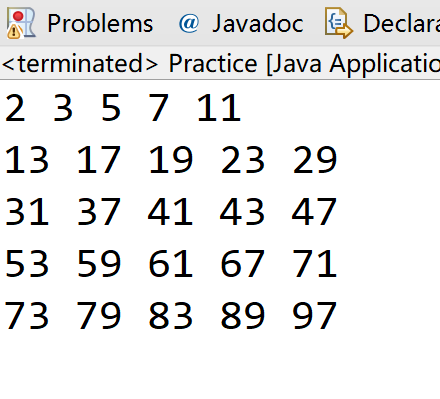 Problems @ Javadoc Declara
<terminated> Practice [Java Applicatio
2 3 5 7 11
13 17 19 23 29
31 37 41 43 47
53 59 61 67 71
73 79 83 89 97